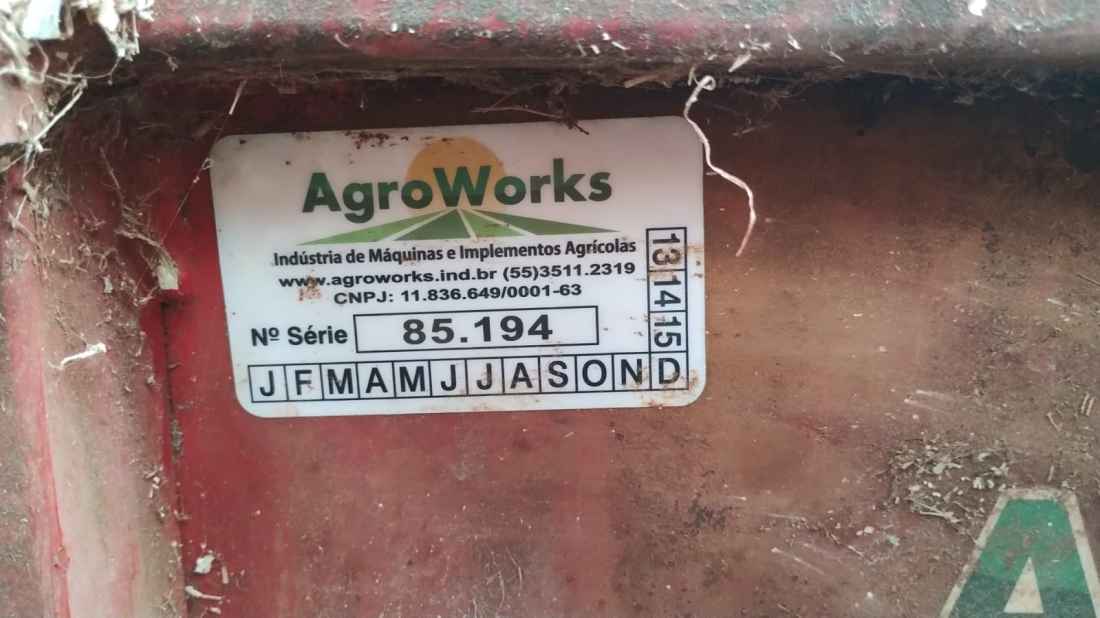 AgroWorks
Indústria de Máquinas e Implementos Agrícolas
www.agroworks.ind.br (55)3511.2319
CNPJ: 11.836.649/0001-63
Nº Série 85.194
13 14 15
J F M A M J J A S O N D
A